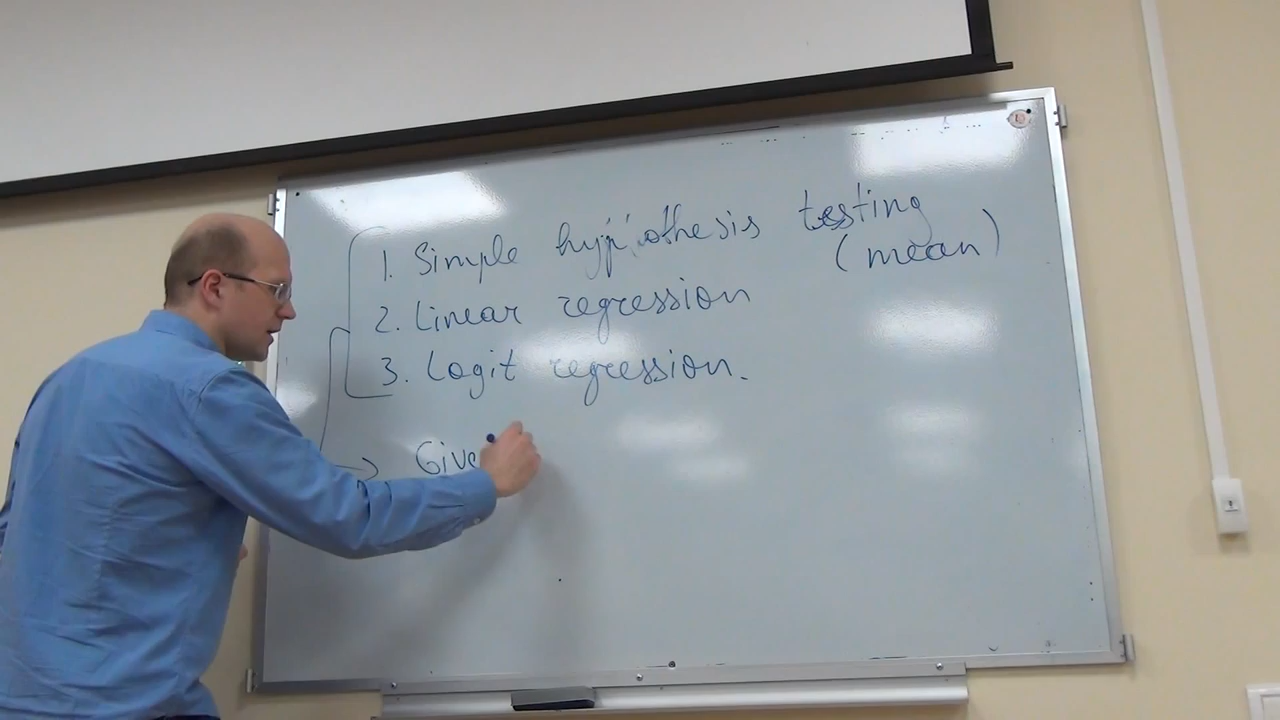 1. Simple hypothesis testing
(mean)
2. Linear regression
3. Logit regression.
→ Give